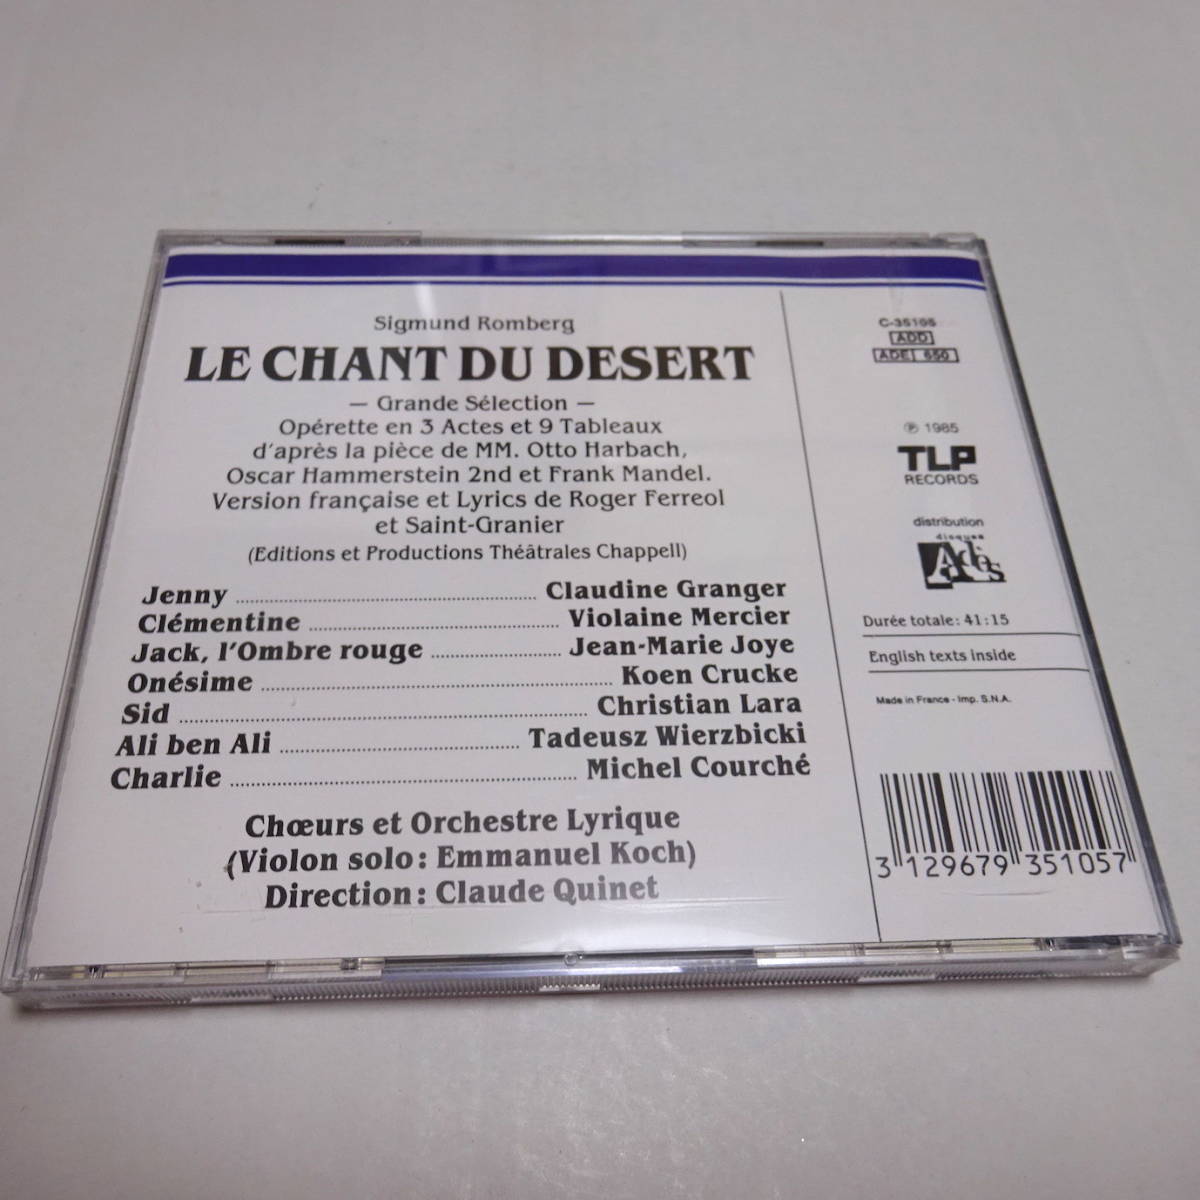 Sigmund Romberg
LE CHANT DU DESERT
— Grande Sélection —
Opérette en 3 Actes et 9 Tableaux
d'après la pièce de MM. Otto Harbach,
Oscar Hammerstein 2nd et Frank Mandel.
Version française et Lyrics de Roger Ferreol
et Saint-Granier
(Editions et Productions Théâtrales Chappell)
Jenny ........ Claudine Granger
Clémentine ........ Violaine Mercier
Jack, l'Ombre rouge ........ Jean-Marie Joye
Onésime ........ Koen Crucke
Sid ........ Christian Lara
Ali ben Ali ........ Tadeusz Wierzbicki
Charlie ........ Michel Courché
Chœurs et Orchestre Lyrique
(Violon solo: Emmanuel Koch)
Direction: Claude Quinet
C-35105
ADD
ADE 650
℗ 1985
TLP
RECORDS
distribution
disques
Adès
Durée totale: 41:15
English texts inside
Made in France - Imp. S.N.A.
3 129679 351057